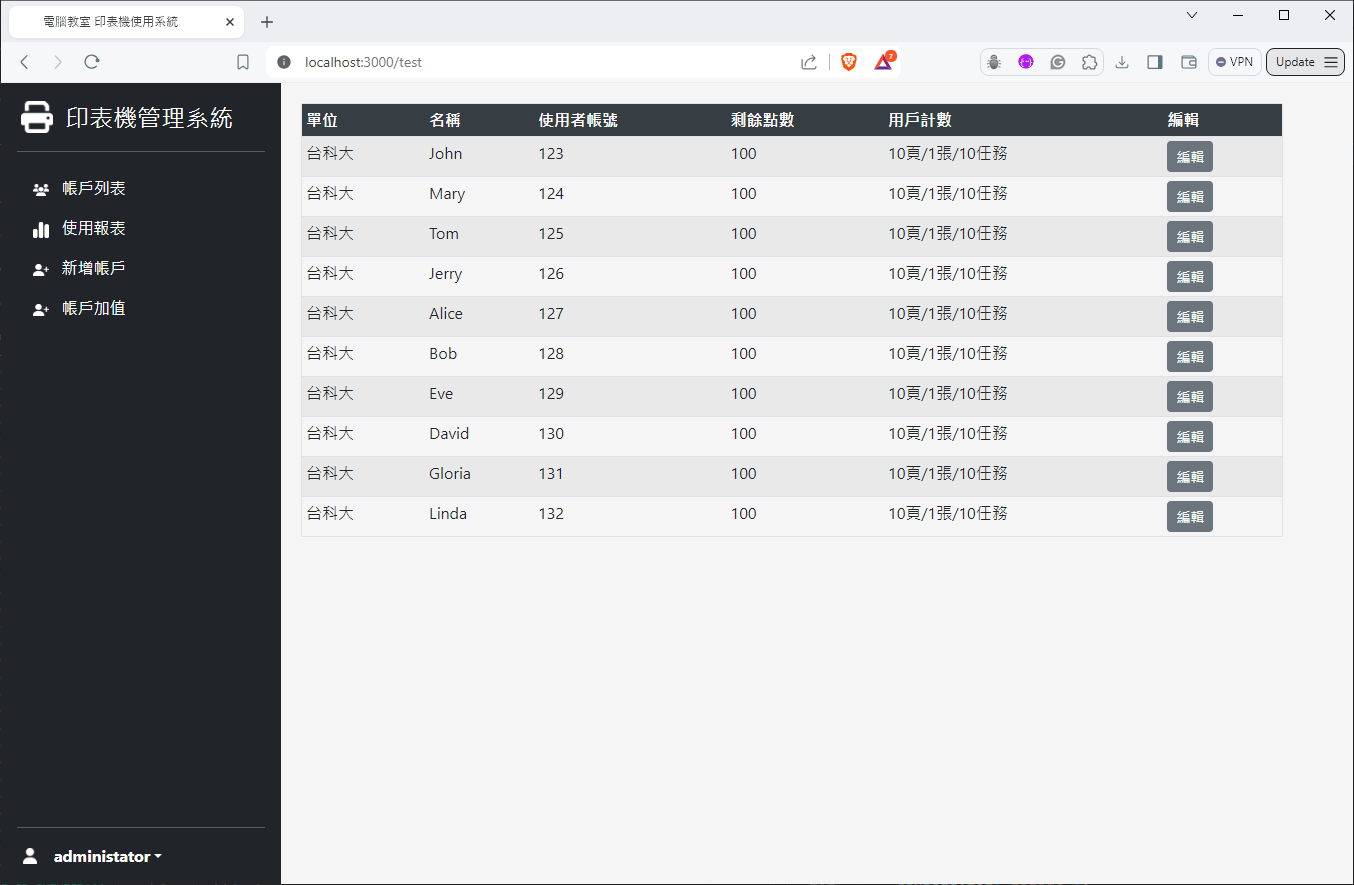 電腦教室 印表機使用系統
localhost:3000/test
7
VPN
Update
印表機管理系統
帳戶列表
使用報表
新增帳戶
帳戶加值
administator
單位 名稱 使用者帳號 剩餘點數 用戶計數 編輯
台科大 John 123 100 10頁/1張/10任務 編輯
台科大 Mary 124 100 10頁/1張/10任務 編輯
台科大 Tom 125 100 10頁/1張/10任務 編輯
台科大 Jerry 126 100 10頁/1張/10任務 編輯
台科大 Alice 127 100 10頁/1張/10任務 編輯
台科大 Bob 128 100 10頁/1張/10任務 編輯
台科大 Eve 129 100 10頁/1張/10任務 編輯
台科大 David 130 100 10頁/1張/10任務 編輯
台科大 Gloria 131 100 10頁/1張/10任務 編輯
台科大 Linda 132 100 10頁/1張/10任務 編輯